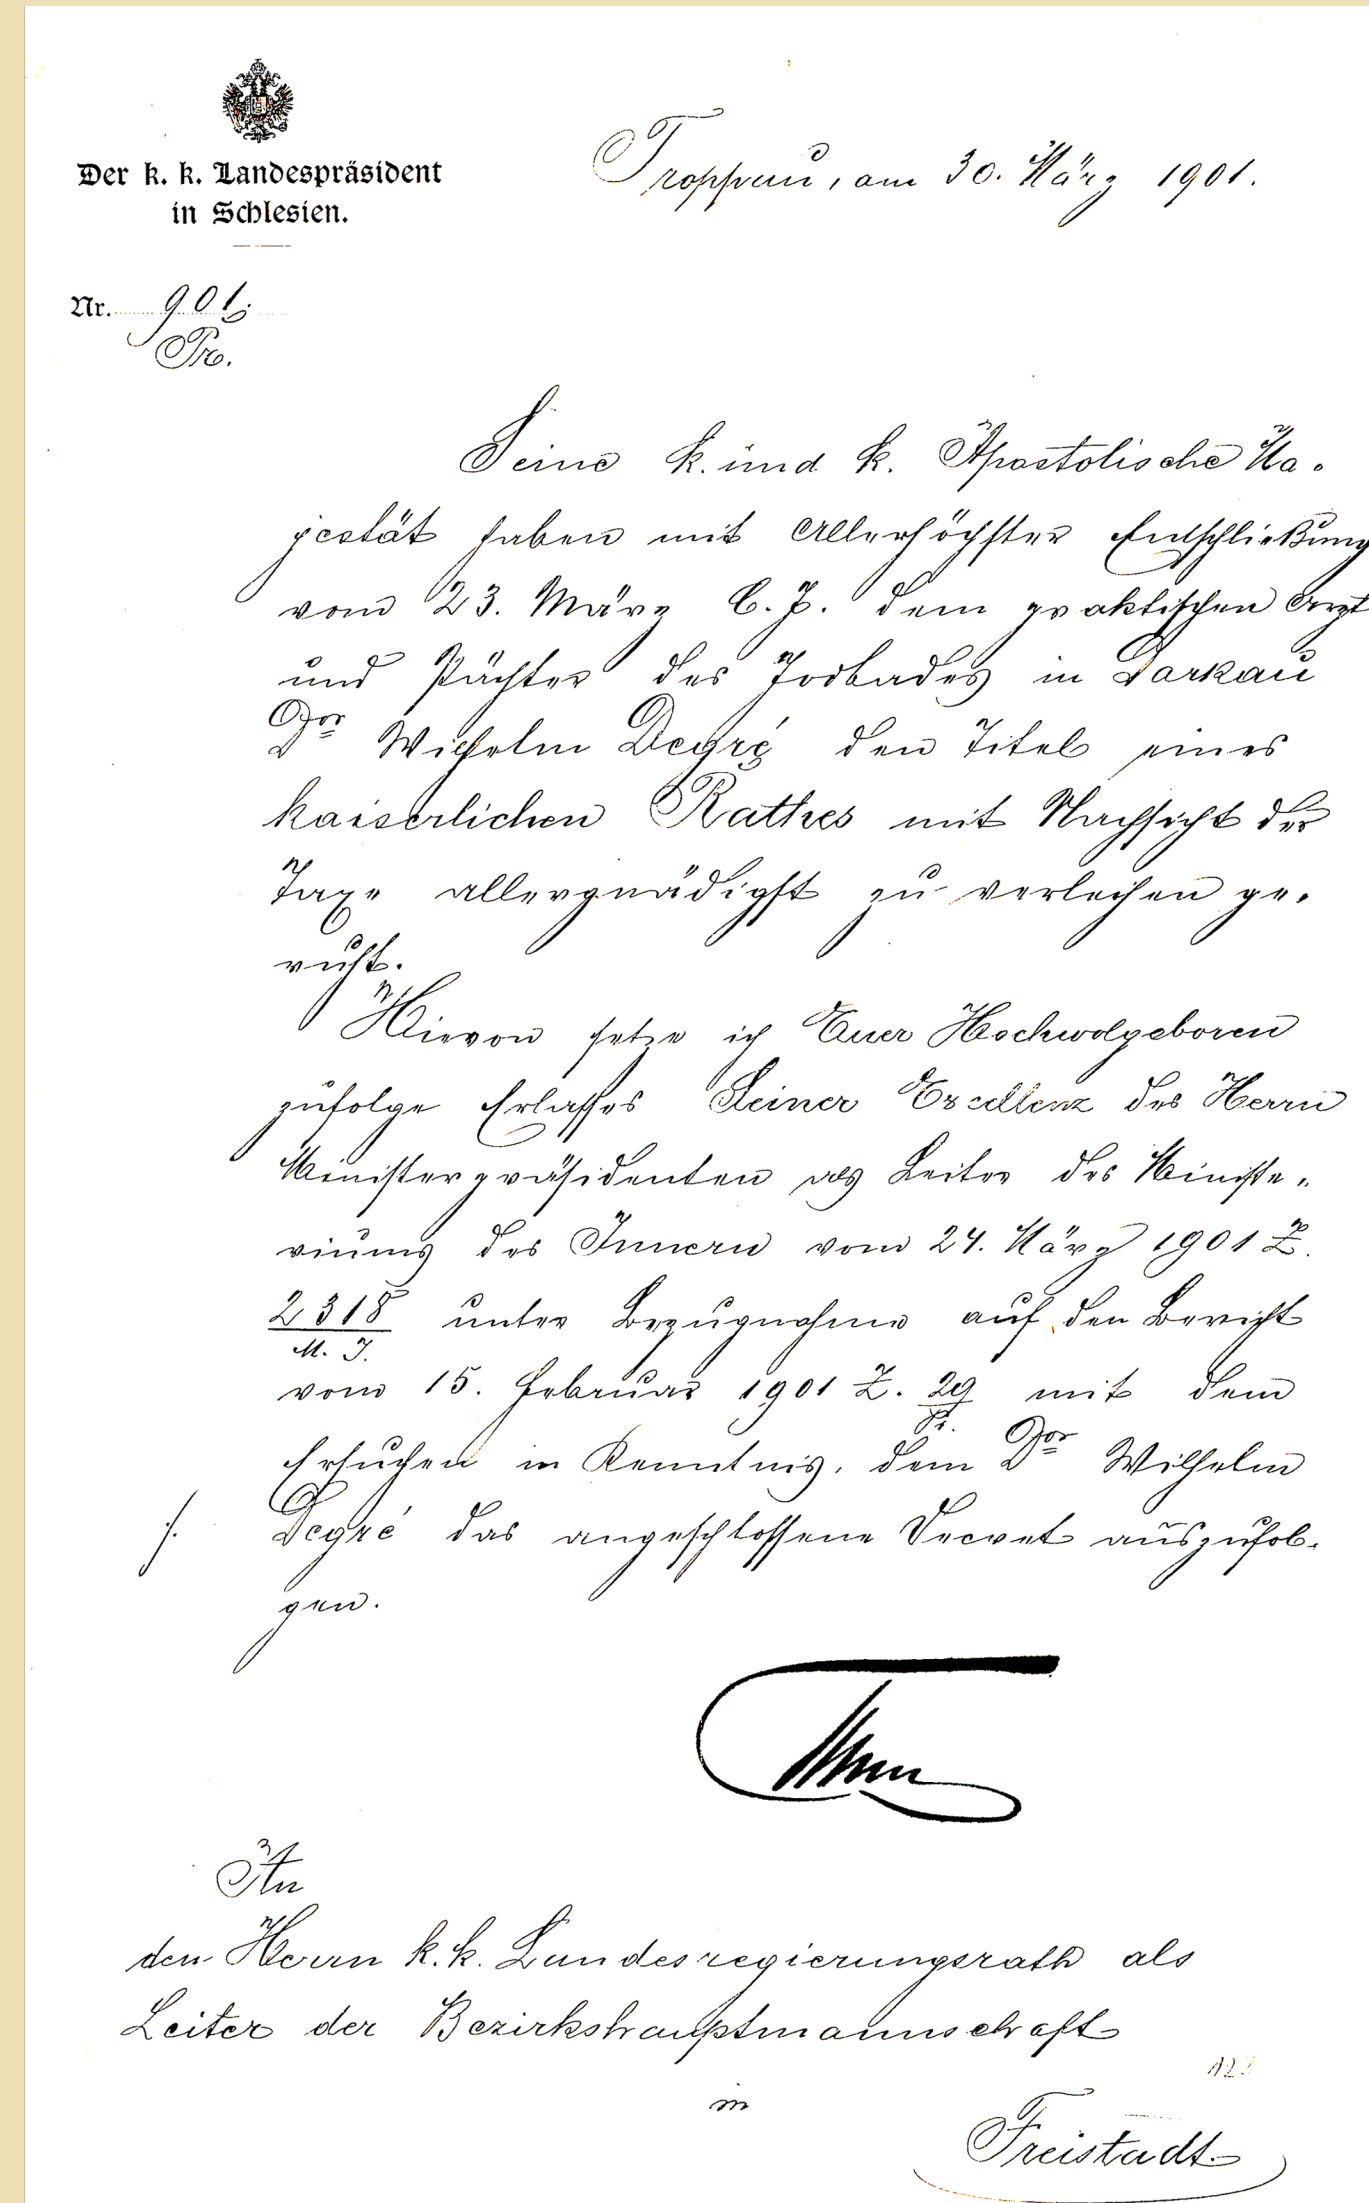 Der k. k. Landespräsident
in Schlesien.
Troppau, am 30. März 1901.
Nr. 901
Pr.
Seine k. und k. Apostolische Ma-
jestät haben mit Allerhöchster Entschließung
vom 23. März l. J. dem praktischen Arzt
und Pächter des Jodbades in Darkau
Dor Wilhelm Degré den Titel eines
kaiserlichen Rathes mit Nachsicht der
Taxe allergnädigst zu verleihen ge-
ruht.
Hievon setze ich Euer Hochwolgeboren
zufolge Erlasses Seiner Excellenz des Herrn
Ministerpräsidenten als Leiter des Ministe-
riums des Innern vom 24. März 1901 Z.
2318
M. I.
unter Bezugnahme auf den Bericht
vom 15. Februar 1901 Z. 29 mit dem
Pr.
Ersuchen in Kenntnis, dem Dor Wilhelm
./. Degré das angeschlossene Decret auszufol-
gen.
Thun
An
den Herrn k. k. Landesregierungsrath als
Leiter der Bezirkshauptmannschaft
in
Freistadt